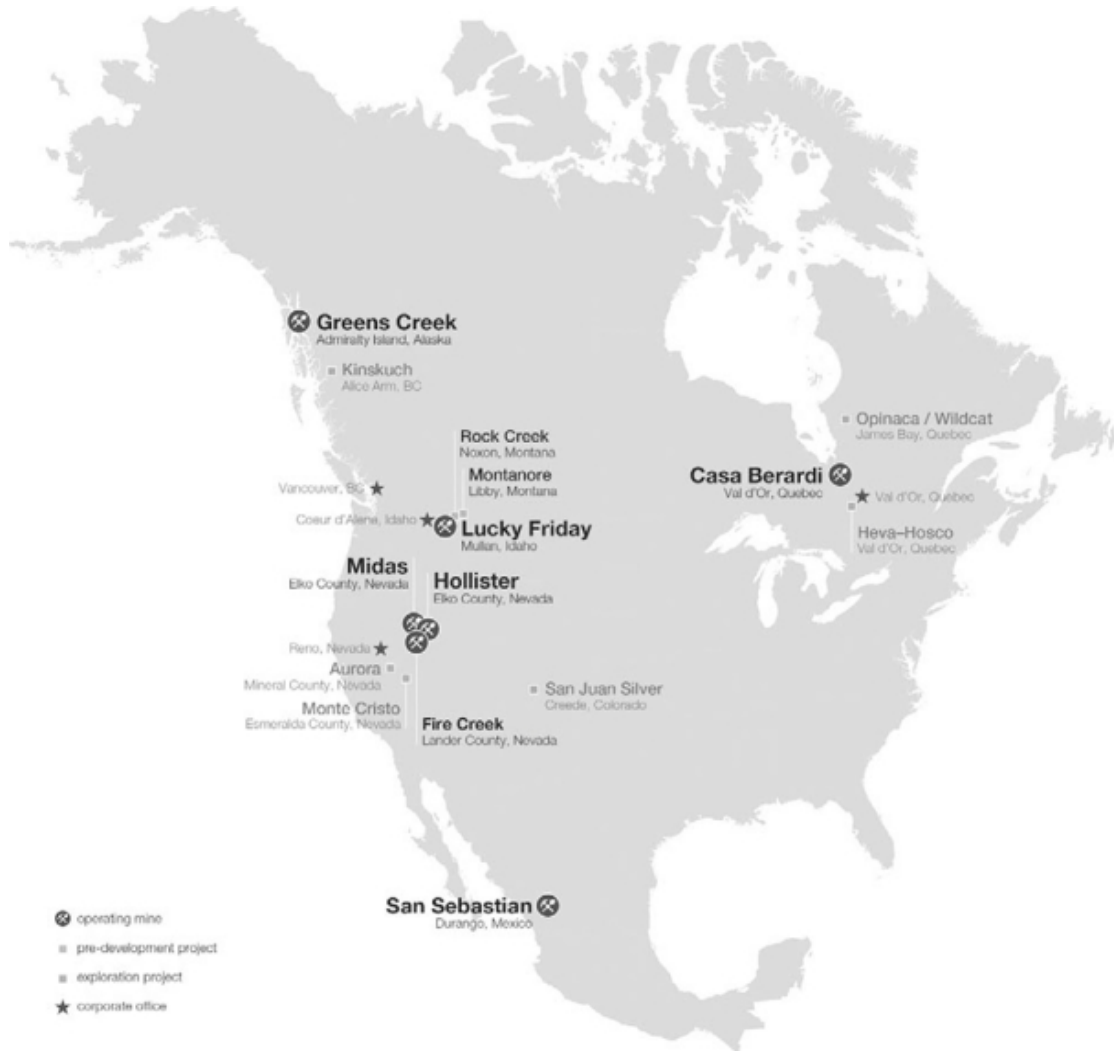 Greens Creek
Admiralty Island, Alaska
Kinskuch
Alice Arm, BC
Rock Creek
Noxon, Montana
Montanore
Libby, Montana
Vancouver, BC
Coeur d'Alene, Idaho
Lucky Friday
Mullan, Idaho
Opinaca / Wildcat
James Bay, Quebec
Casa Berardi
Val d'Or, Quebec
Val d'Or, Quebec
Heva–Hosco
Val d'Or, Quebec
Midas
Elko County, Nevada
Hollister
Elko County, Nevada
Reno, Nevada
Aurora
Mineral County, Nevada
Monte Cristo
Esmeralda County, Nevada
Fire Creek
Lander County, Nevada
San Juan Silver
Creede, Colorado
San Sebastian
Durango, Mexico
operating mine
pre-development project
exploration project
corporate office